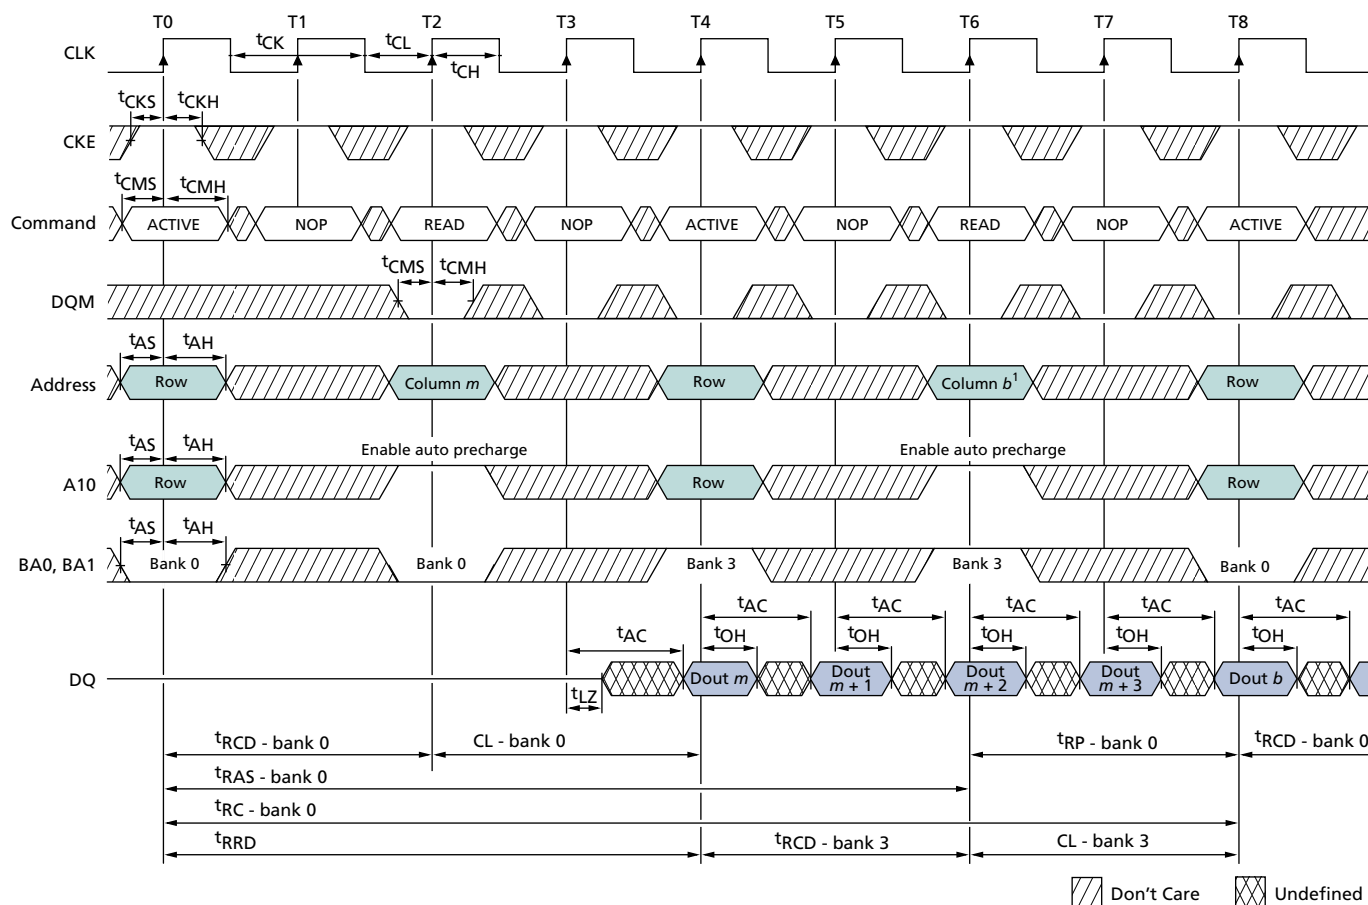 T0 T1 T2 T3 T4 T5 T6 T7 T8
CLK tCK tCL tCH
tCKS tCKH
CKE
tCMS tCMH
Command ACTIVE NOP READ NOP ACTIVE NOP READ NOP ACTIVE
tCMS tCMH
DQM
tAS tAH
Address Row Column m Row Column b1 Row
tAS tAH Enable auto precharge Enable auto precharge
A10 Row Row Row
tAS tAH
BA0, BA1 Bank 0 Bank 0 Bank 3 Bank 3 Bank 0
tAC tAC tAC tAC tAC tAC
tOH tOH tOH tOH tOH
DQ Dout m Dout m + 1 Dout m + 2 Dout m + 3 Dout b
tLZ
tRCD - bank 0 CL - bank 0 tRP - bank 0 tRCD - bank 0
tRAS - bank 0
tRC - bank 0
tRRD tRCD - bank 3 CL - bank 3
Don't Care Undefined